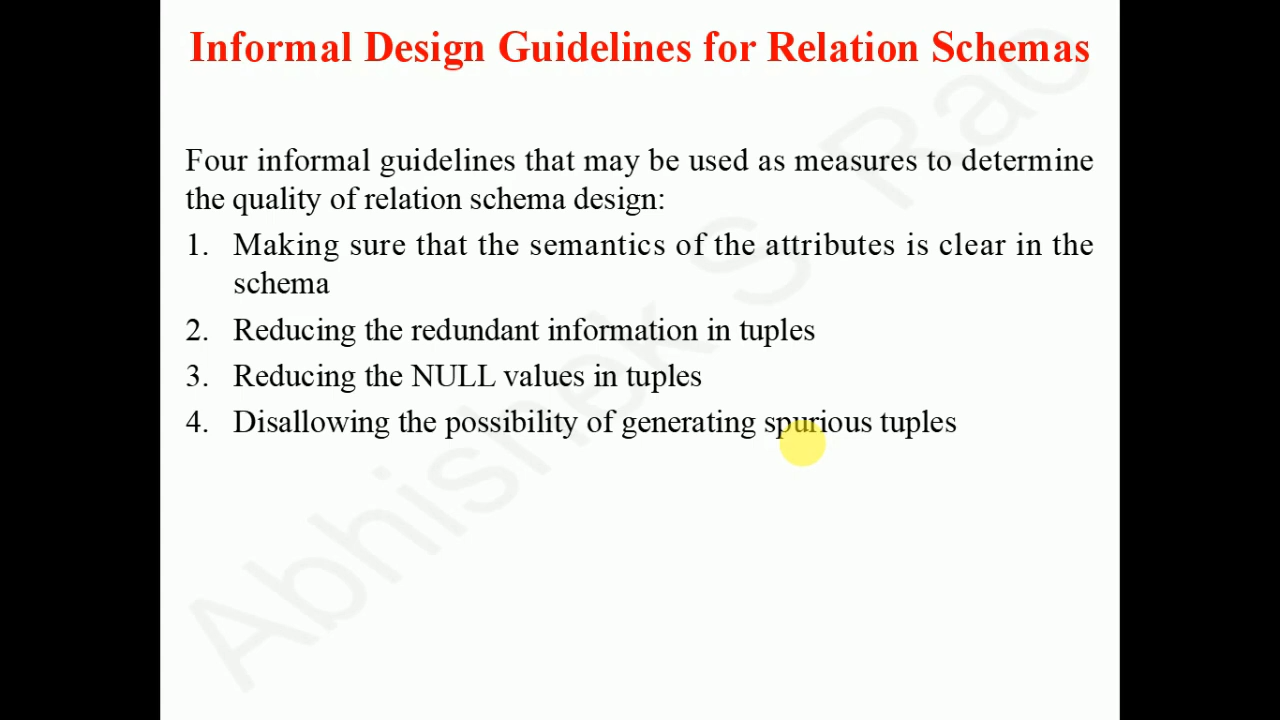 Informal Design Guidelines for Relation Schemas
Four informal guidelines that may be used as measures to determine
the quality of relation schema design:
1. Making sure that the semantics of the attributes is clear in the
schema
2. Reducing the redundant information in tuples
3. Reducing the NULL values in tuples
4. Disallowing the possibility of generating spurious tuples
Abhishek S Rao